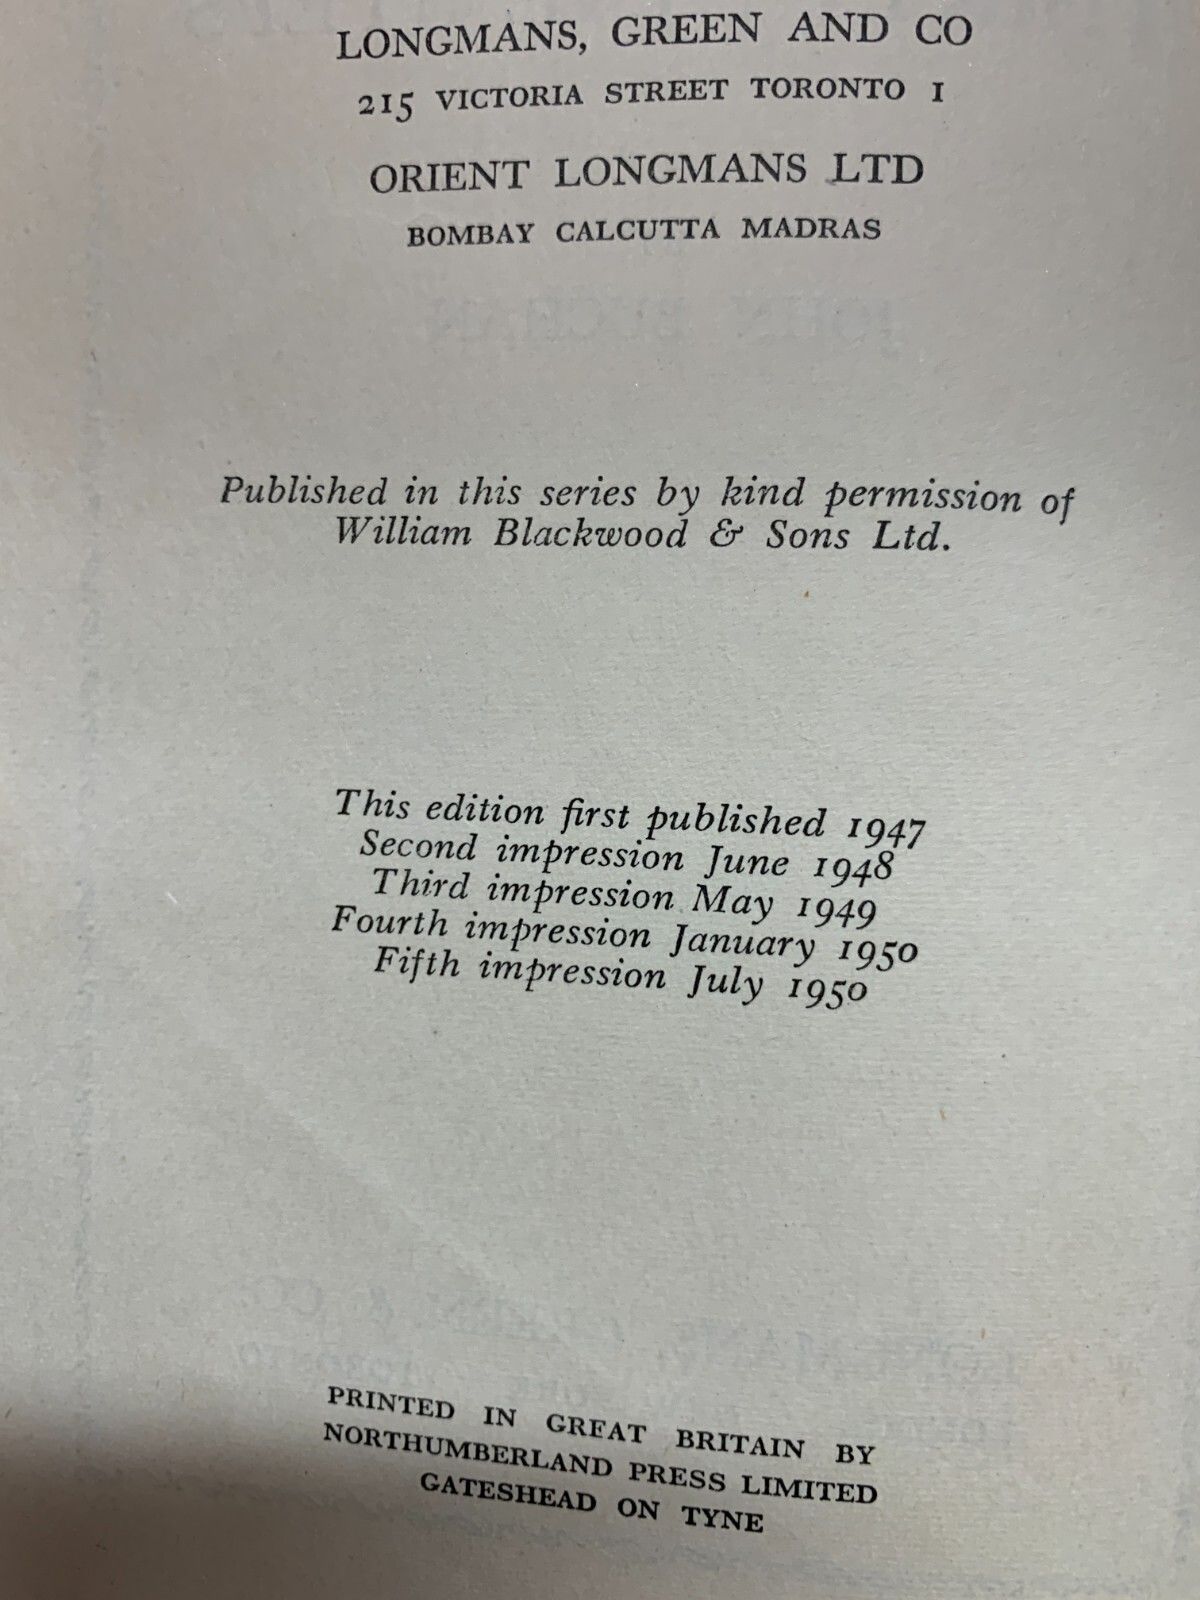 LONGMANS, GREEN AND CO
215 VICTORIA STREET TORONTO 1
ORIENT LONGMANS LTD
BOMBAY CALCUTTA MADRAS
JOHN BUCHAN
Published in this series by kind permission of
William Blackwood & Sons Ltd.
This edition first published 1947
Second impression June 1948
Third impression May 1949
Fourth impression January 1950
Fifth impression July 1950
PRINTED IN GREAT BRITAIN BY
NORTHUMBERLAND PRESS LIMITED
GATESHEAD ON TYNE